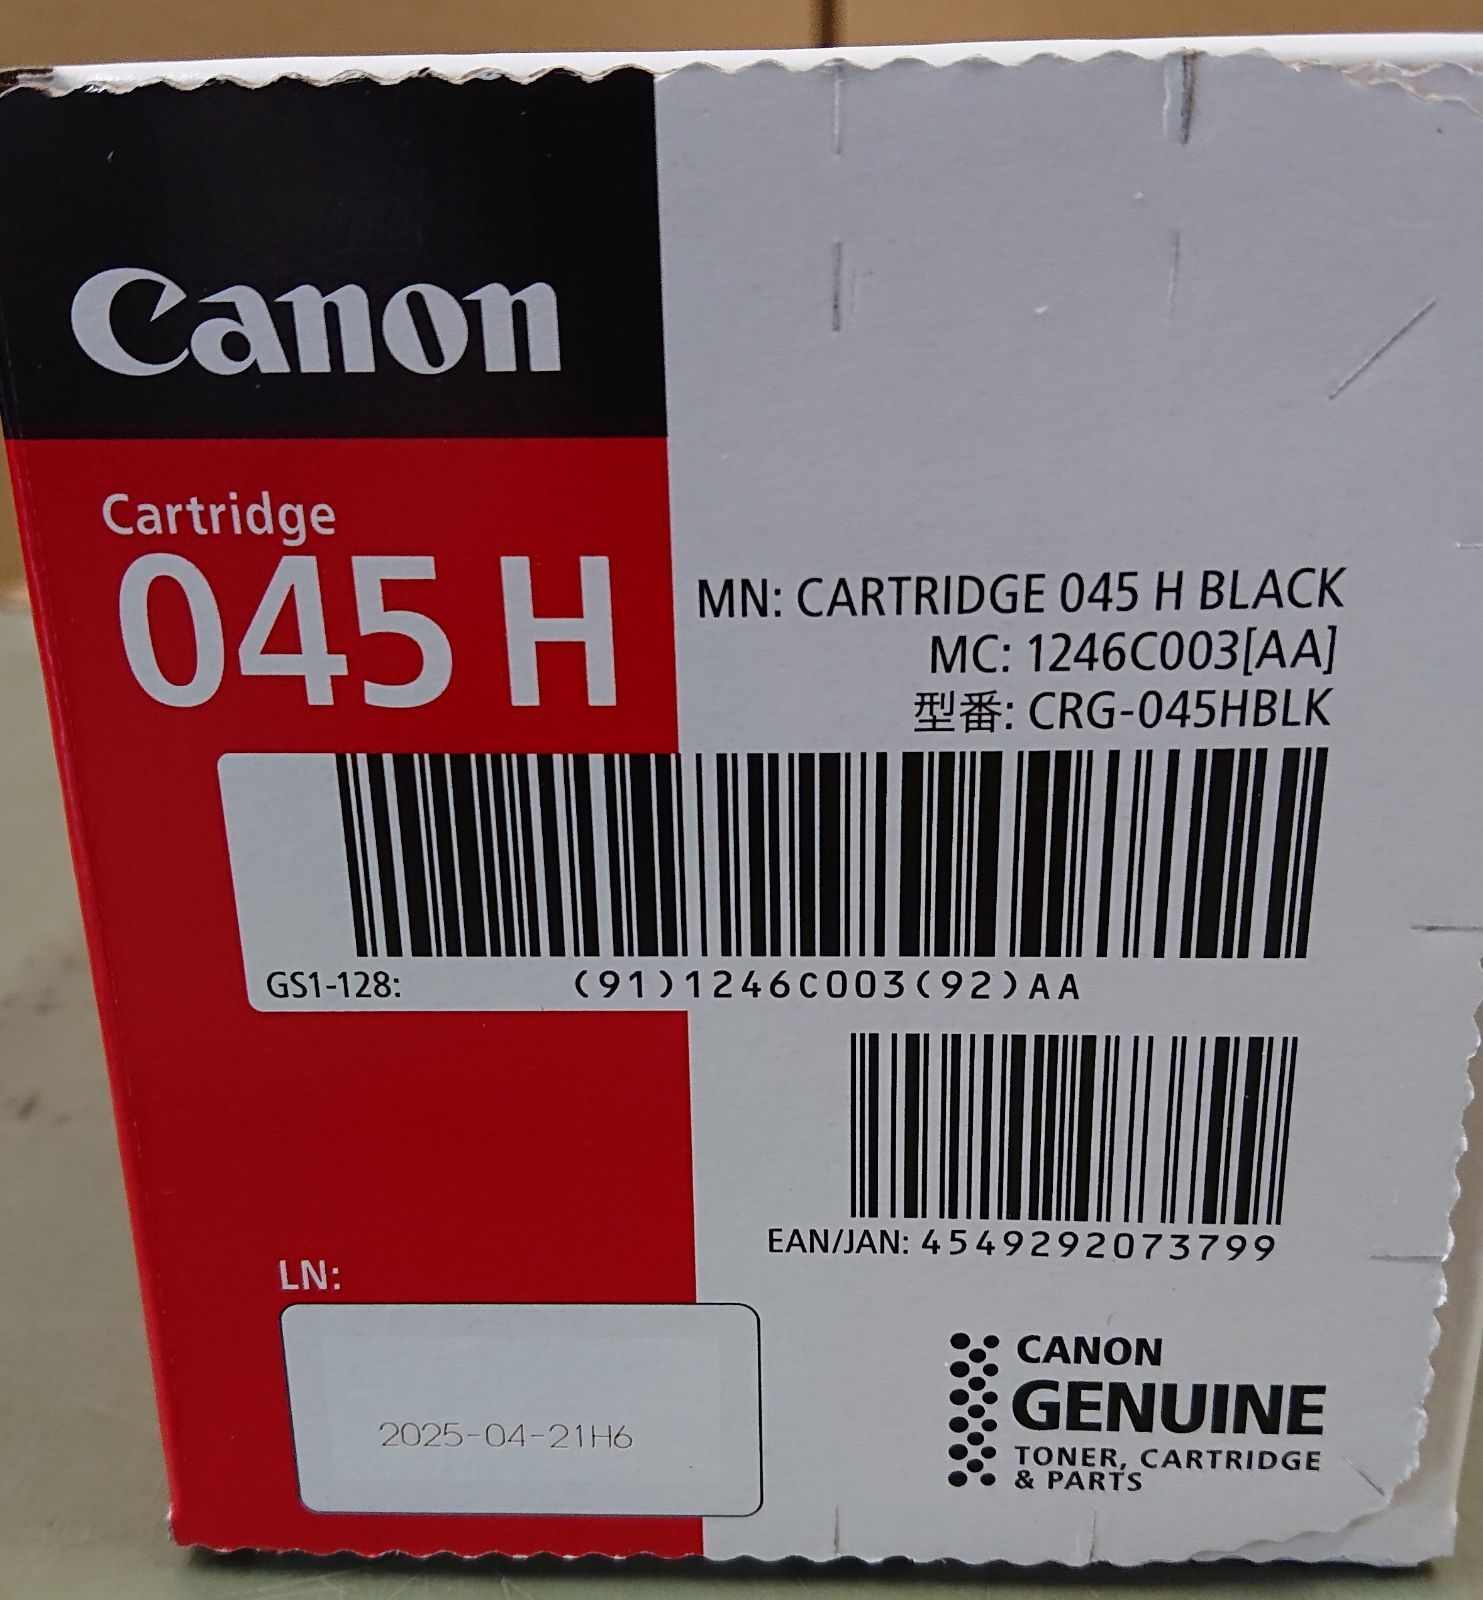 Canon
Cartridge
045 H
MN: CARTRIDGE 045 H BLACK
MC: 1246C003[AA]
型番: CRG-045HBLK
GS1-128: (91)1246C003(92)AA
EAN/JAN: 4549292073799
LN:
2025-04-21H6
CANON
GENUINE
TONER, CARTRIDGE
& PARTS